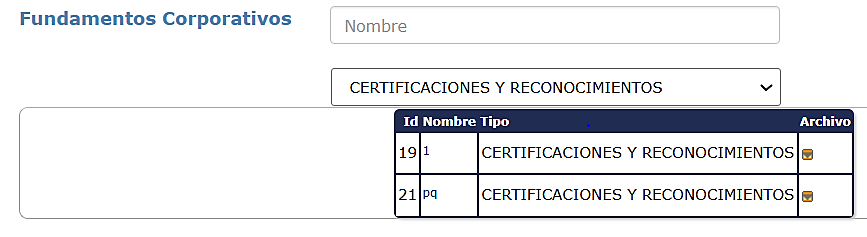 Fundamentos Corporativos
Nombre
CERTIFICACIONES Y RECONOCIMIENTOS
Id Nombre Tipo Archivo
19 1 CERTIFICACIONES Y RECONOCIMIENTOS
21 pq CERTIFICACIONES Y RECONOCIMIENTOS